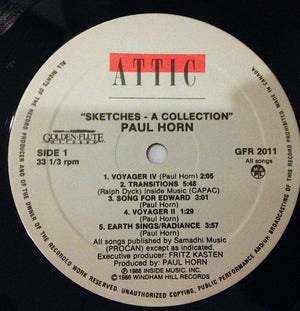 ATTIC
"SKETCHES - A COLLECTION"
PAUL HORN
GOLDEN FLUTE
RECORDS
SIDE 1
33 1/3 rpm
GFR 2011
All songs
1. VOYAGER IV (Paul Horn) 2:05
2. TRANSITIONS 5:48
(Ralph Dyck) Inside Music (CAPAC)
3. SONG FOR EDWARD 3:01
(Paul Horn)
4. VOYAGER II 1:29
(Paul Horn)
5. EARTH SINGS/RADIANCE 3:57
(Paul Horn)
All songs published by Samadhi Music
(PROCAN) except as indicated.
Executive producer: FRITZ KASTEN
Produced by: PAUL HORN
℗ 1986 INSIDE MUSIC INC.
© 1986 WINDHAM HILL RECORDS
ALL RIGHTS OF THE RECORD PRODUCER AND OF THE OWNER OF THE RECORDED WORK RESERVED. UNAUTHORIZED COPYING, PUBLIC PERFORMANCE AND/OR BROADCASTING OF THIS RECORD PROHIBITED. MADE IN CANADA.